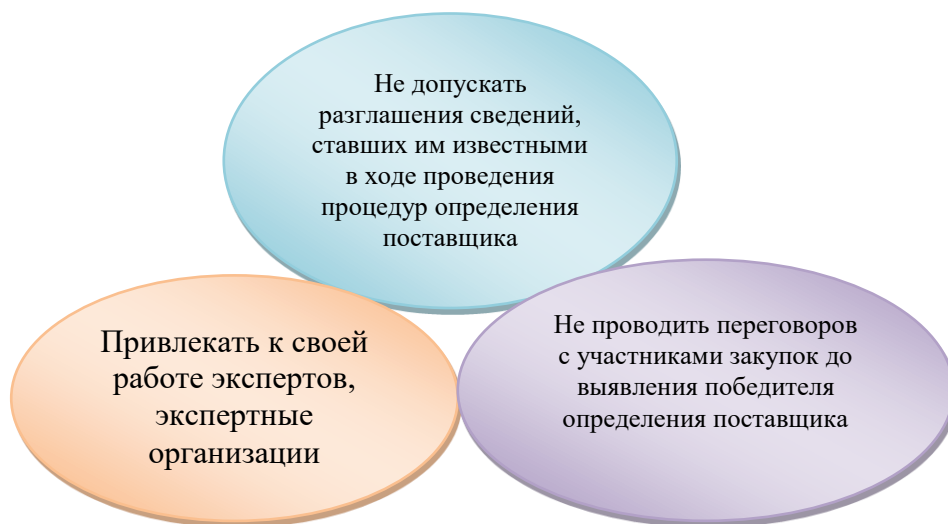 Не допускать
разглашения сведений,
ставших им известными
в ходе проведения
процедур определения
поставщика
Привлекать к своей
работе экспертов,
экспертные
организации
Не проводить переговоров
с участниками закупок до
выявления победителя
определения поставщика